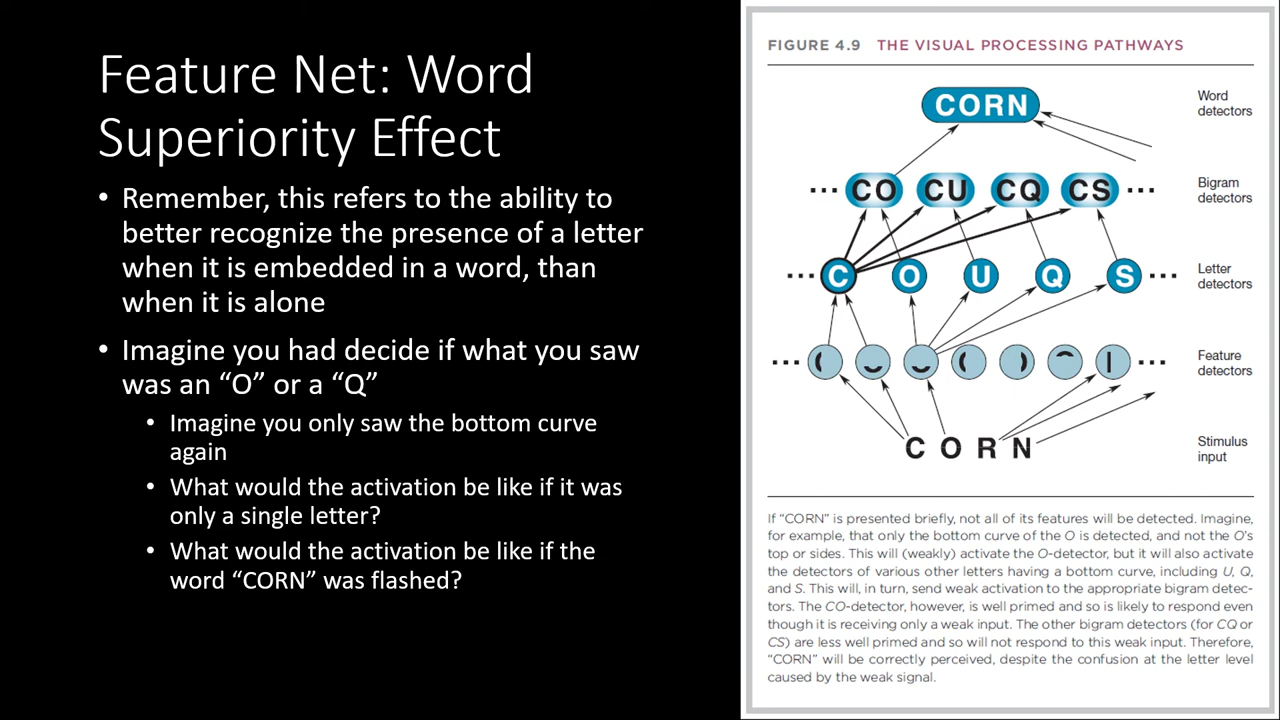 Feature Net: Word
Superiority Effect
• Remember, this refers to the ability to
better recognize the presence of a letter
when it is embedded in a word, than
when it is alone
• Imagine you had decide if what you saw
was an “O” or a “Q”
• Imagine you only saw the bottom curve
again
• What would the activation be like if it was
only a single letter?
• What would the activation be like if the
word “CORN” was flashed?
FIGURE 4.9 THE VISUAL PROCESSING PATHWAYS
CORN
Word
detectors
... CO CU CQ CS ...
Bigram
detectors
... C O U Q S ...
Letter
detectors
... ...
Feature
detectors
C O R N
Stimulus
input
If “CORN” is presented briefly, not all of its features will be detected. Imagine,
for example, that only the bottom curve of the O is detected, and not the O’s
top or sides. This will (weakly) activate the O-detector, but it will also activate
the detectors of various other letters having a bottom curve, including U, Q,
and S. This will, in turn, send weak activation to the appropriate bigram detec-
tors. The CO-detector, however, is well primed and so is likely to respond even
though it is receiving only a weak input. The other bigram detectors (for CQ or
CS) are less well primed and so will not respond to this weak input. Therefore,
“CORN” will be correctly perceived, despite the confusion at the letter level
caused by the weak signal.